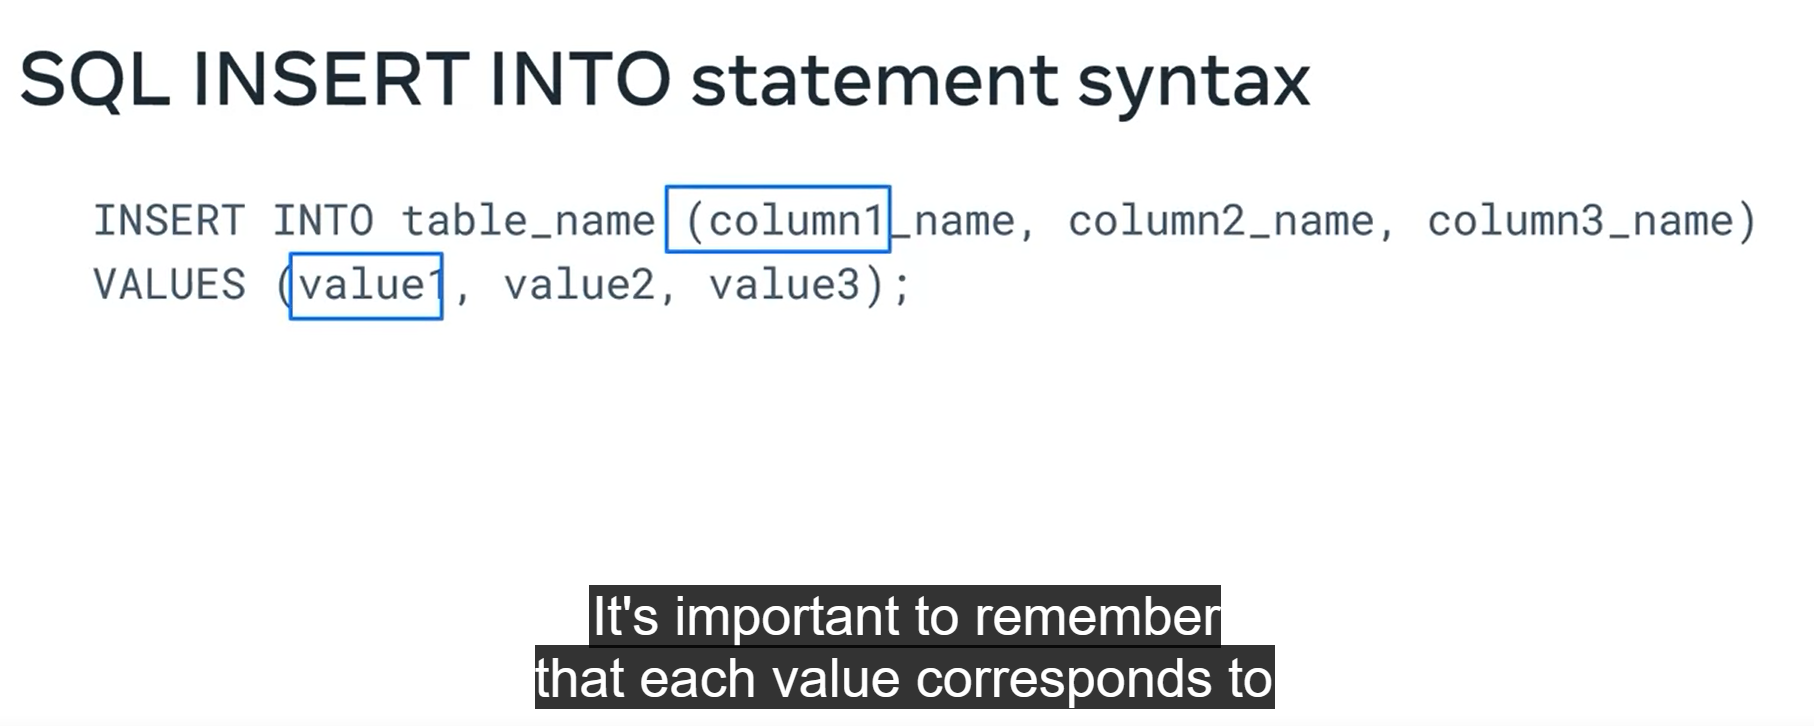 SQL INSERT INTO statement syntax
INSERT INTO table_name (column1_name, column2_name, column3_name)
VALUES (value1, value2, value3);
It's important to remember
that each value corresponds to